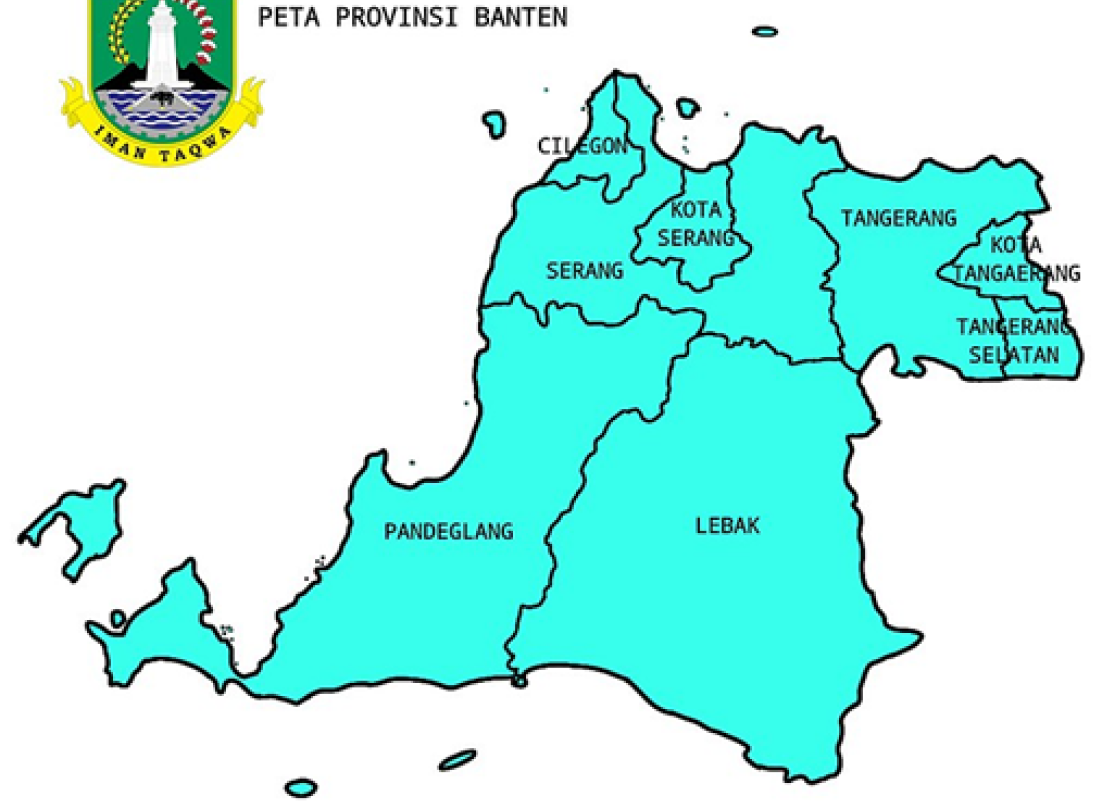 PETA PROVINSI BANTEN
IMAN TAQWA
CILEGON
KOTA
SERANG
TANGERANG
KOTA
TANGAERANG
SERANG
TANGERANG
SELATAN
PANDEGLANG
LEBAK